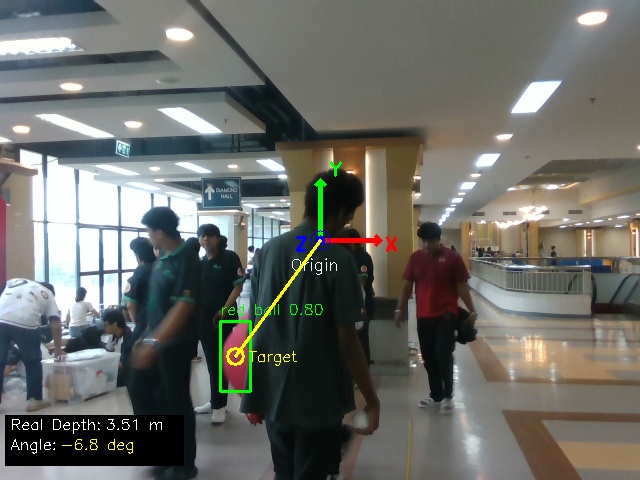 DIAMOND
HALL
Y
Z
X
Origin
red ball 0.80
Target
Real Depth: 3.51 m
Angle: -6.8 deg